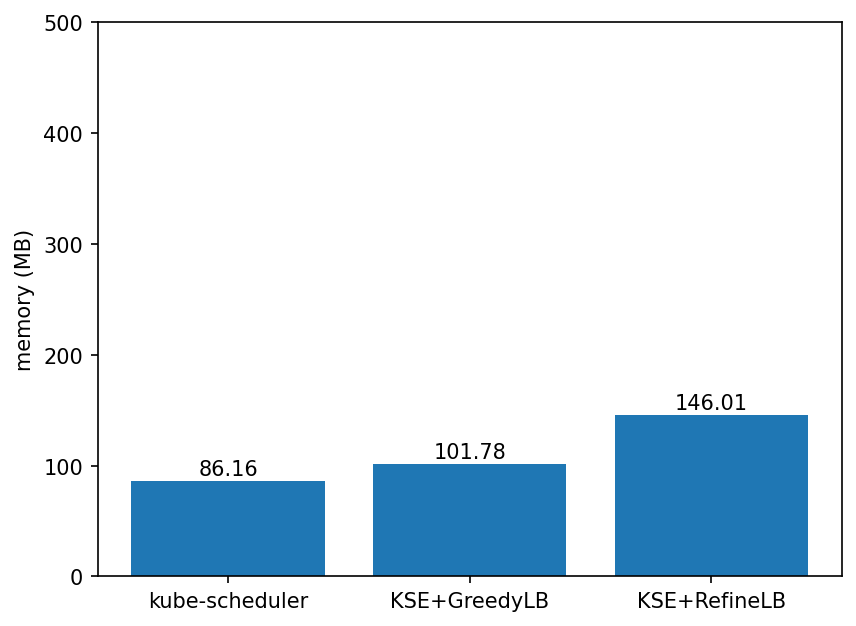 500
400
300
200
100
0
memory (MB)
86.16
101.78
146.01
kube-scheduler
KSE+GreedyLB
KSE+RefineLB